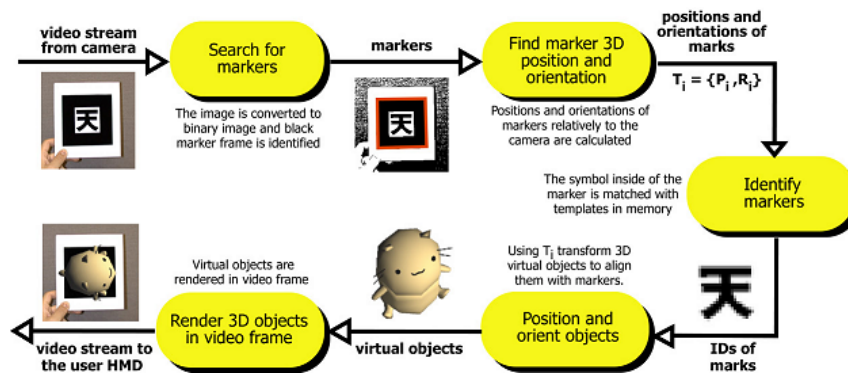 video stream
from camera
Search for
markers
The image is converted to
binary image and black
marker frame is identified
天
markers
天
Find marker 3D
position and
orientation
Positions and orientations of
markers relatively to the
camera are calculated
positions and
orientations of
marks
Ti = {Pi ,Ri}
Identify
markers
The symbol inside of the
marker is matched with
templates in memory
天
IDs of
marks
Using Ti transform 3D
virtual objects to align
them with markers.
Position and
orient objects
virtual objects
Virtual objects are
rendered in video frame
Render 3D objects
in video frame
video stream to
the user HMD